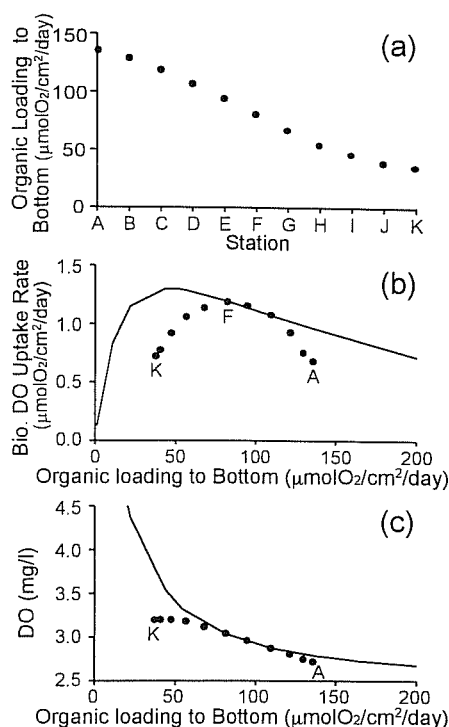 (a)
Organic Loading to
Bottom (μmolO₂/cm²/day)
150
100
50
0
A B C D E F G H I J K
Station
(b)
Bio. DO Uptake Rate
(μmolO₂/cm²/day)
1.5
1.0
0.5
0.0
K
F
A
0 50 100 150 200
Organic loading to Bottom (μmolO₂/cm²/day)
(c)
DO (mg/l)
4.5
4.0
3.5
3.0
2.5
K
A
0 50 100 150 200
Organic loading to Bottom (μmolO₂/cm²/day)